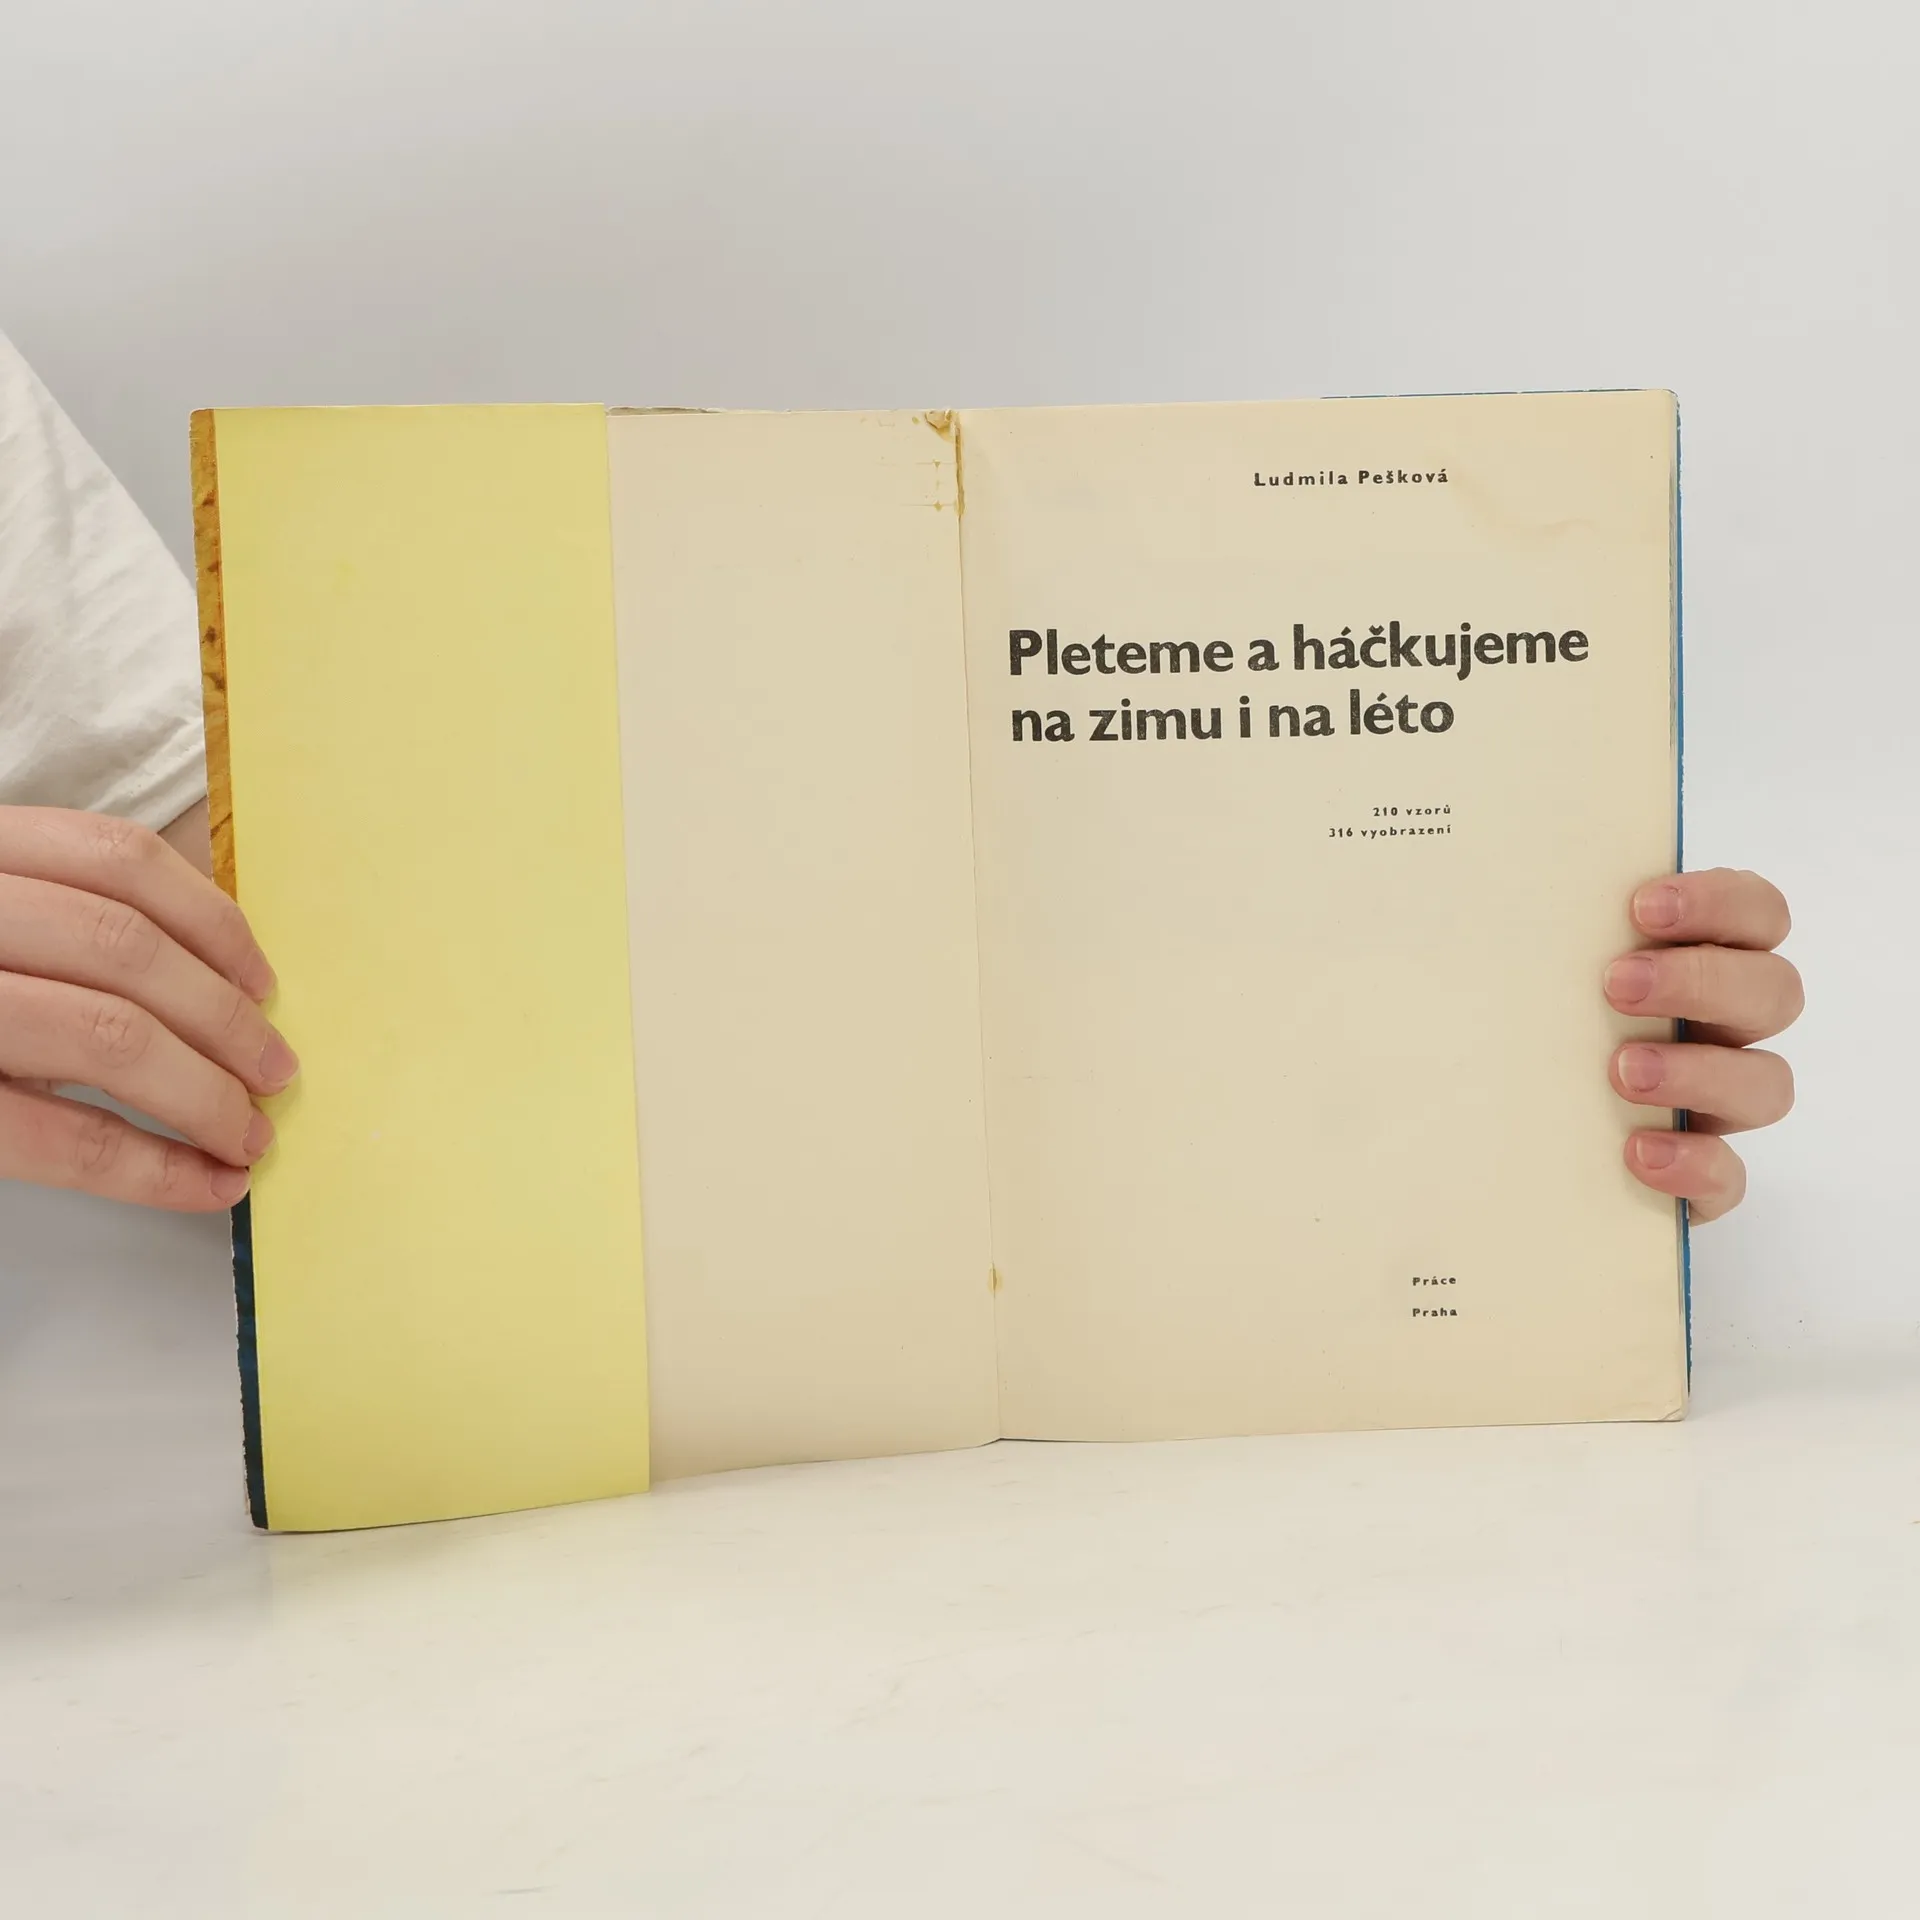 Ludmila Pešková
Pleteme a háčkujeme
na zimu i na léto
210 vzorů
316 vyobrazení
Práce
Praha